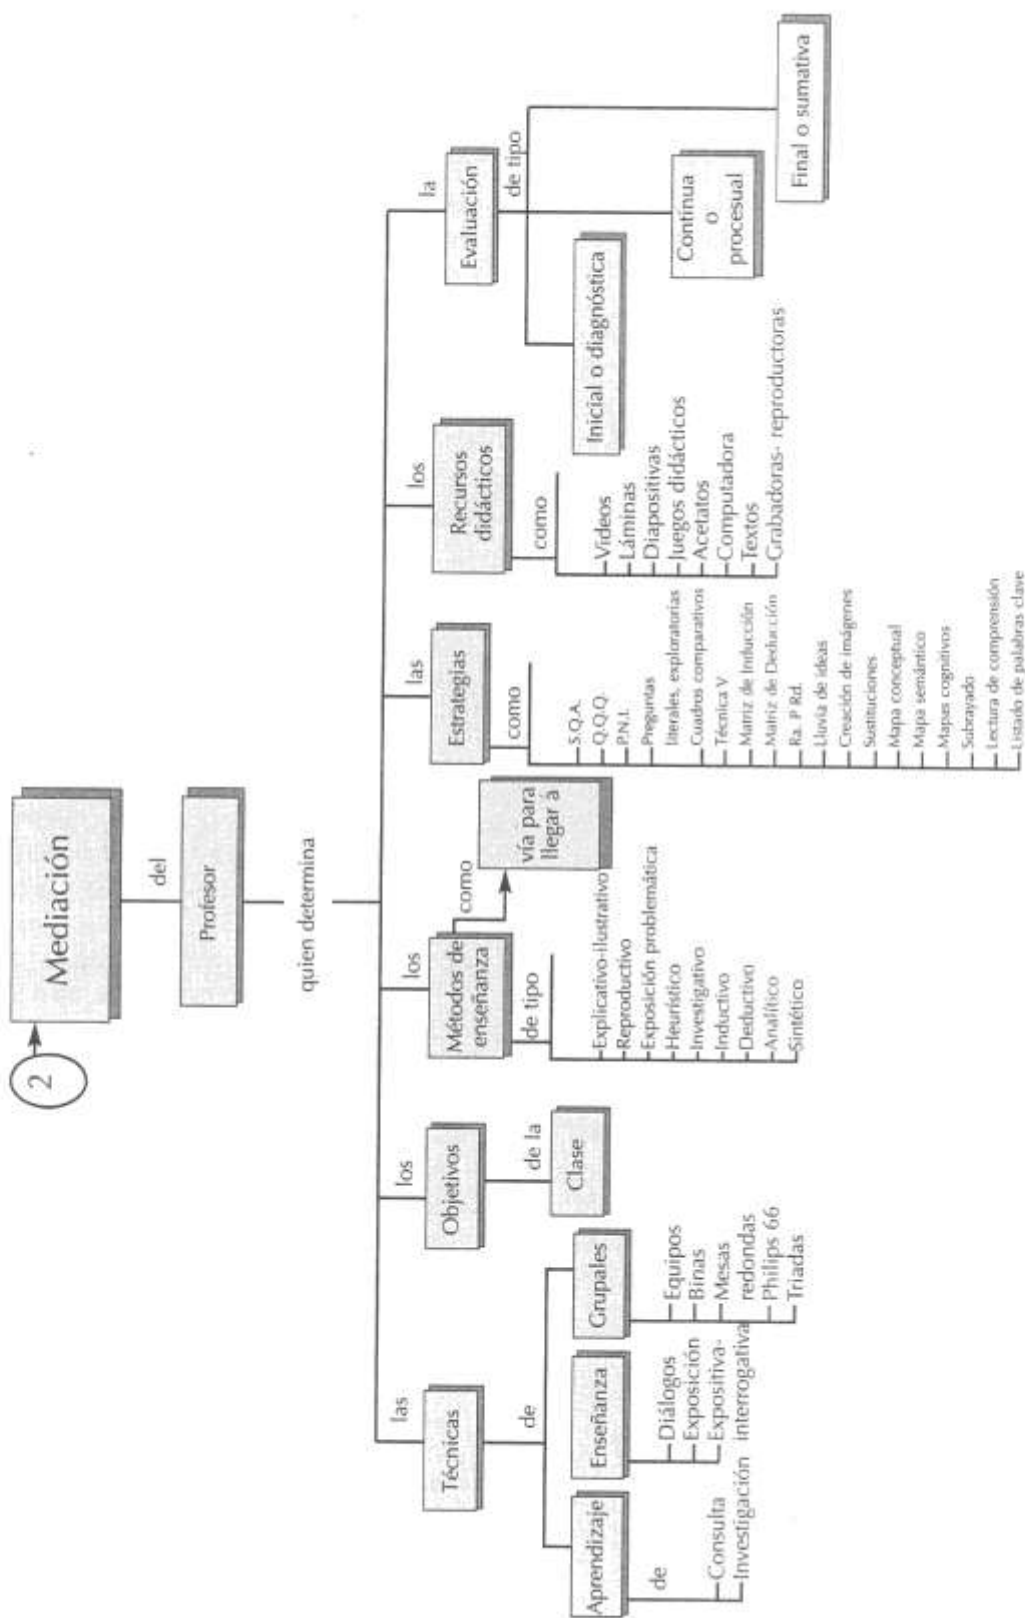 2
Mediación
del
Profesor
quien determina
las
Técnicas
de
Aprendizaje
de
Consulta
Investigación
Enseñanza
Diálogos
Exposición
Expositiva-
interrogativa
Grupales
Equipos
Binas
Mesas
redondas
Philips 66
Triadas
los
Objetivos
de la
Clase
los
Métodos de
enseñanza
como
vía para
llegar a
de tipo
Explicativo-ilustrativo
Reproductivo
Exposición problemática
Heurístico
Investigativo
Inductivo
Deductivo
Analítico
Sintético
las
Estrategias
como
S.Q.A.
Q.Q.Q.
P.N.I.
Preguntas
literales, exploratorias
Cuadros comparativos
Técnica V
Matriz de Inducción
Matriz de Deducción
Ra. P Rd.
Lluvia de ideas
Creación de imágenes
Sustituciones
Mapa conceptual
Mapa semántico
Mapas cognitivos
Subrayado
Lectura de comprensión
Listado de palabras clave
los
Recursos
didácticos
como
Videos
Láminas
Diapositivas
Juegos didácticos
Acetatos
Computadora
Textos
Grabadoras- reproductoras
la
Evaluación
de tipo
Inicial o diagnóstica
Contínua
o
procesual
Final o sumativa